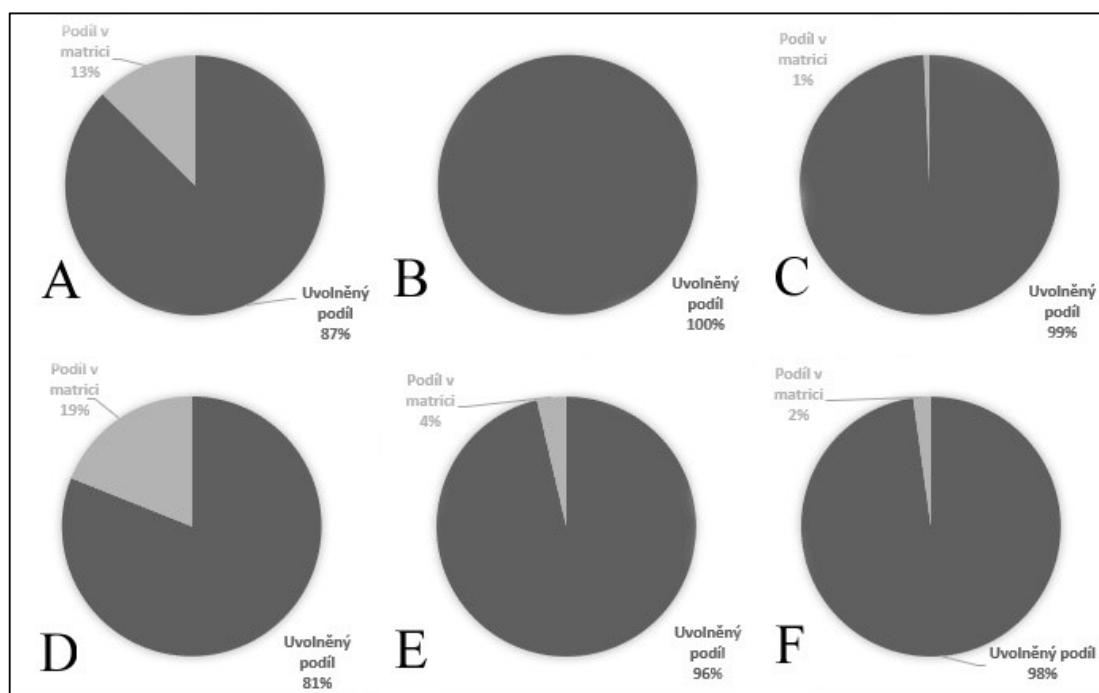 Podíl v
matrici
13%
A
Uvolněný
podíl
87%
B
Uvolněný
podíl
100%
Podíl v
matrici
1%
C
Uvolněný
podíl
99%
Podíl v
matrici
19%
D
Uvolněný
podíl
81%
Podíl v
matrici
4%
E
Uvolněný
podíl
96%
Podíl v
matrici
2%
F
Uvolněný podíl
98%